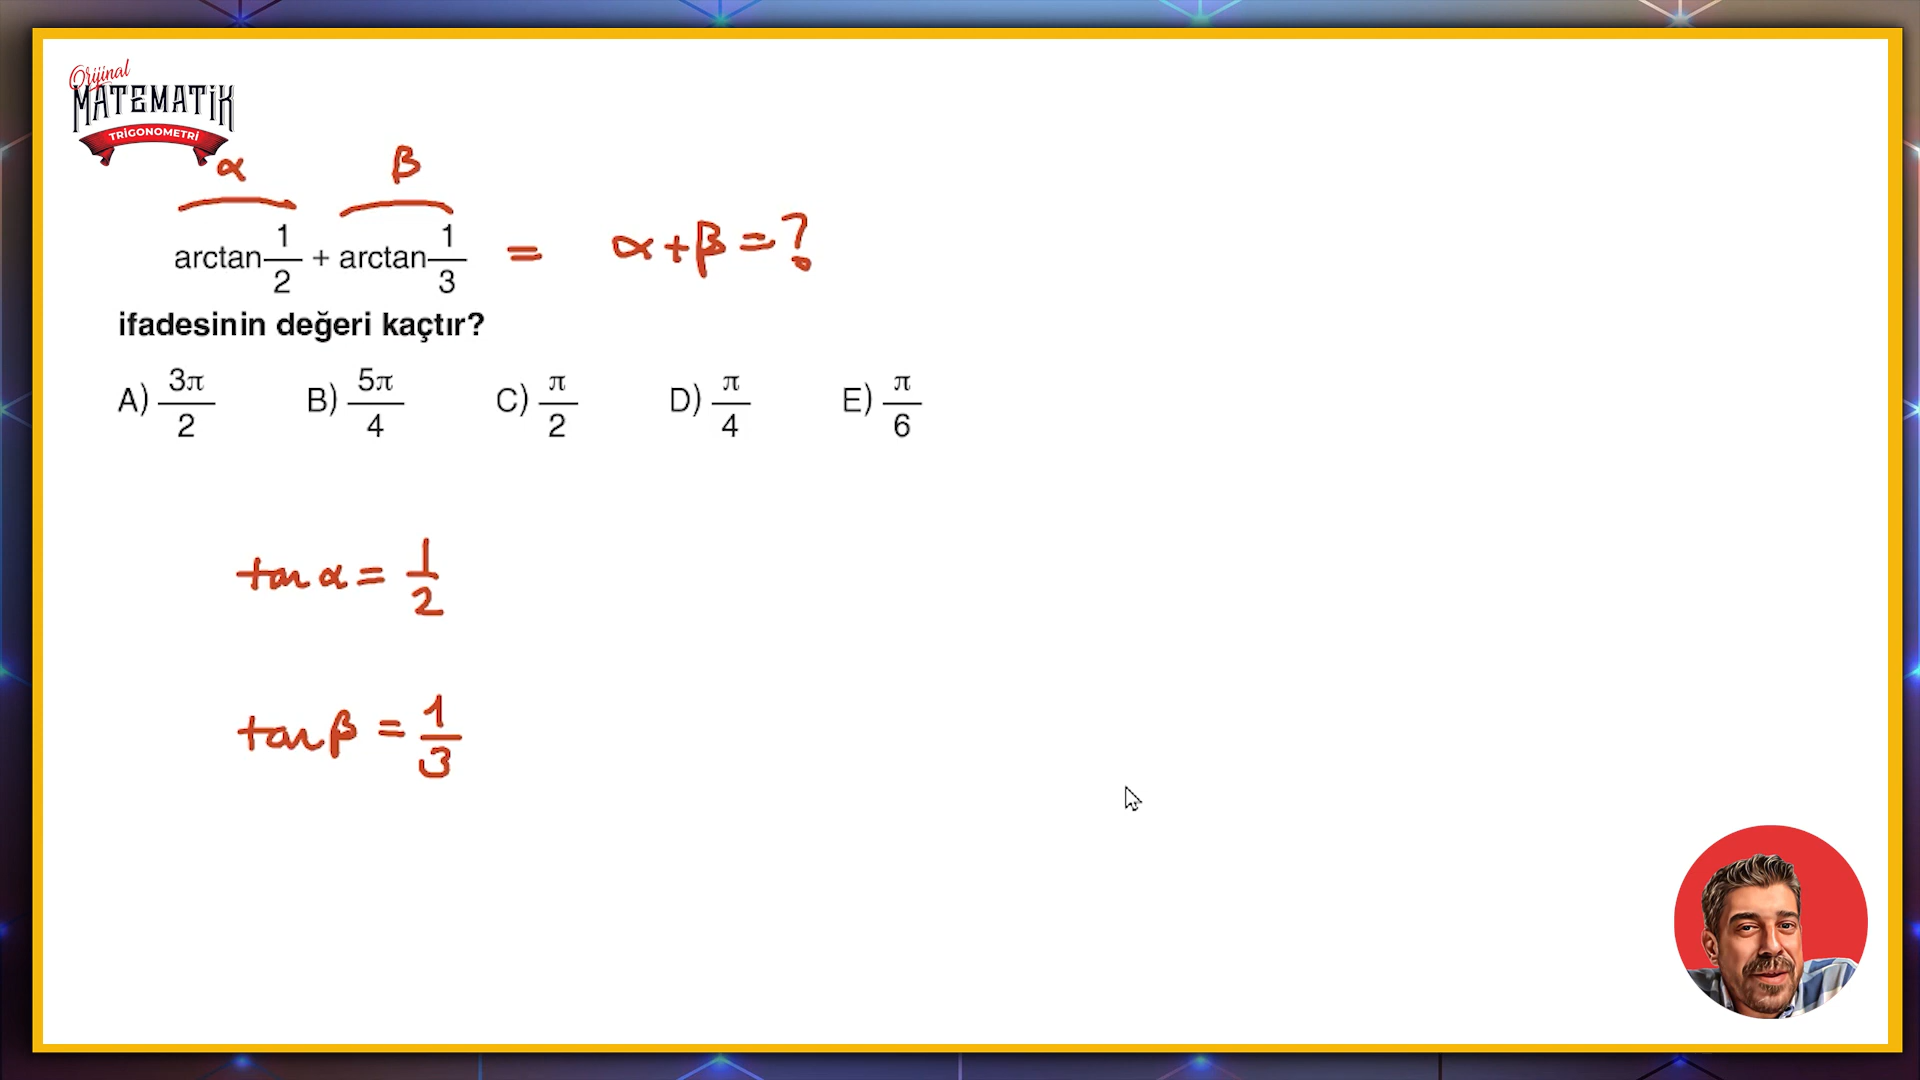 Orijinal
MATEMATİK
TRİGONOMETRİ
α β
arctan 1/2 + arctan 1/3 = α + β = ?
ifadesinin değeri kaçtır?
A) 3π/2 B) 5π/4 C) π/2 D) π/4 E) π/6
tan α = 1/2
tan β = 1/3